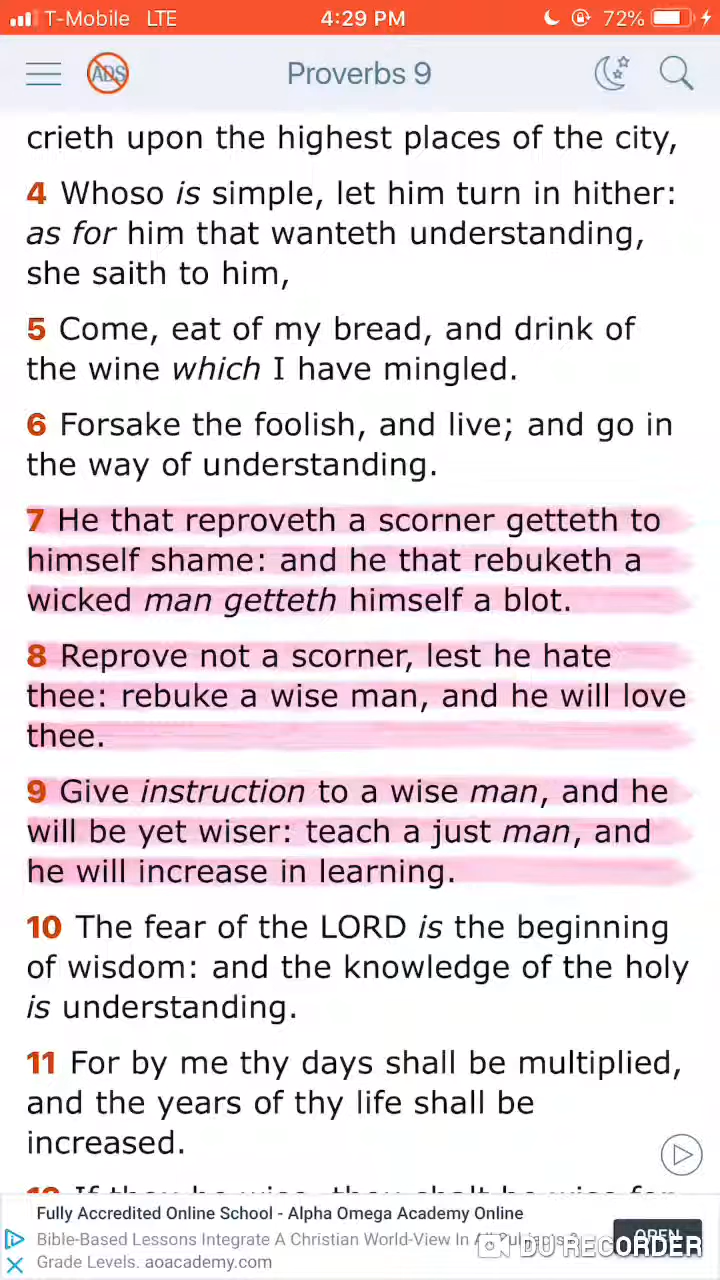 T-Mobile LTE 4:29 PM 72%
ADS Proverbs 9
crieth upon the highest places of the city,
4 Whoso is simple, let him turn in hither:
as for him that wanteth understanding,
she saith to him,
5 Come, eat of my bread, and drink of
the wine which I have mingled.
6 Forsake the foolish, and live; and go in
the way of understanding.
7 He that reproveth a scorner getteth to
himself shame: and he that rebuketh a
wicked man getteth himself a blot.
8 Reprove not a scorner, lest he hate
thee: rebuke a wise man, and he will love
thee.
9 Give instruction to a wise man, and he
will be yet wiser: teach a just man, and
he will increase in learning.
10 The fear of the LORD is the beginning
of wisdom: and the knowledge of the holy
is understanding.
11 For by me thy days shall be multiplied,
and the years of thy life shall be
increased.
Fully Accredited Online School - Alpha Omega Academy Online
Bible-Based Lessons Integrate A Christian World-View In
Grade Levels. aoacademy.com
OPEN
DU RECORDER